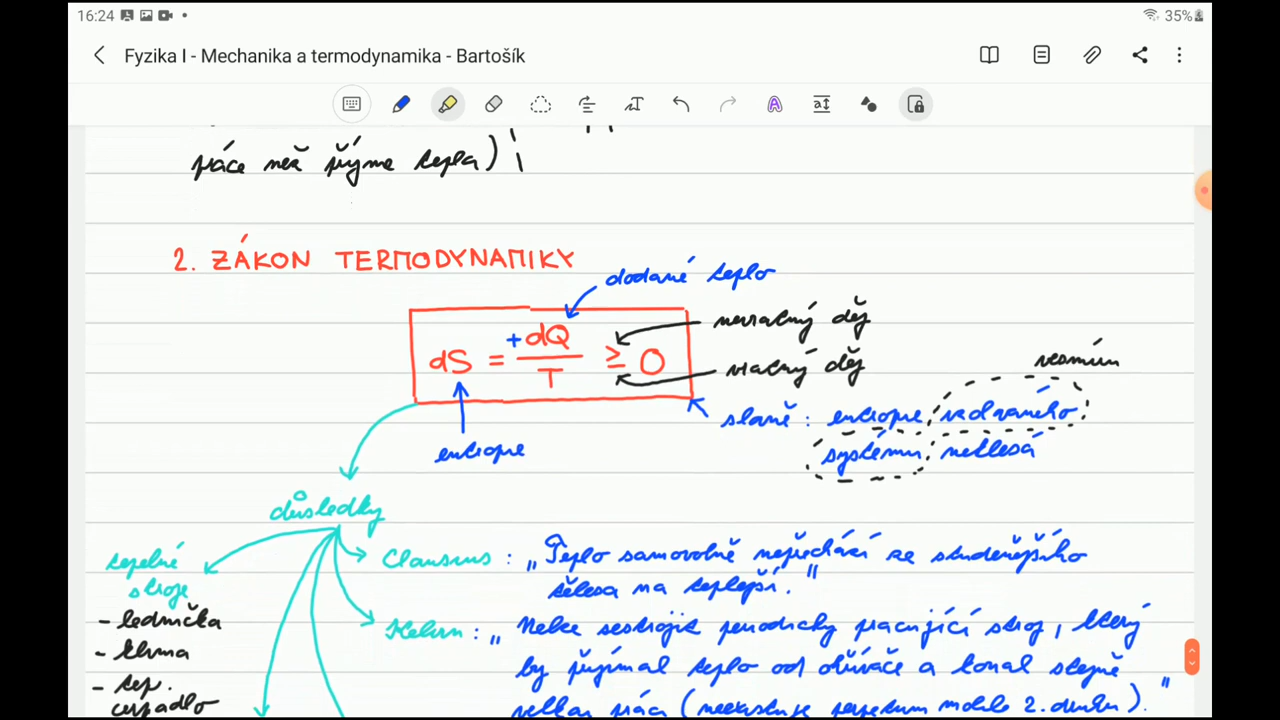 16:24
35%
Fyzika I - Mechanika a termodynamika - Bartošík
práce než přijme tepla)
2. ZÁKON TERMODYNAMIKY
dodané teplo
dS = +dQ/T ≥ 0
nevratný děj
vratný děj
vesmír
slovně : entropie izolovaného
systému neklesá
entropie
důsledky
tepelné
stroje
- lednička
- klima
- tep.
čerpadlo
Clausius : „Teplo samovolně nepřechází ze studenějšího
tělesa na teplejší."
Kelvin : „Nelze sestrojit periodicky pracující stroj, který
by přijímal teplo od ohřívače a konal stejně
velkou práci (neexistuje perpetuum mobile 2. druhu)."